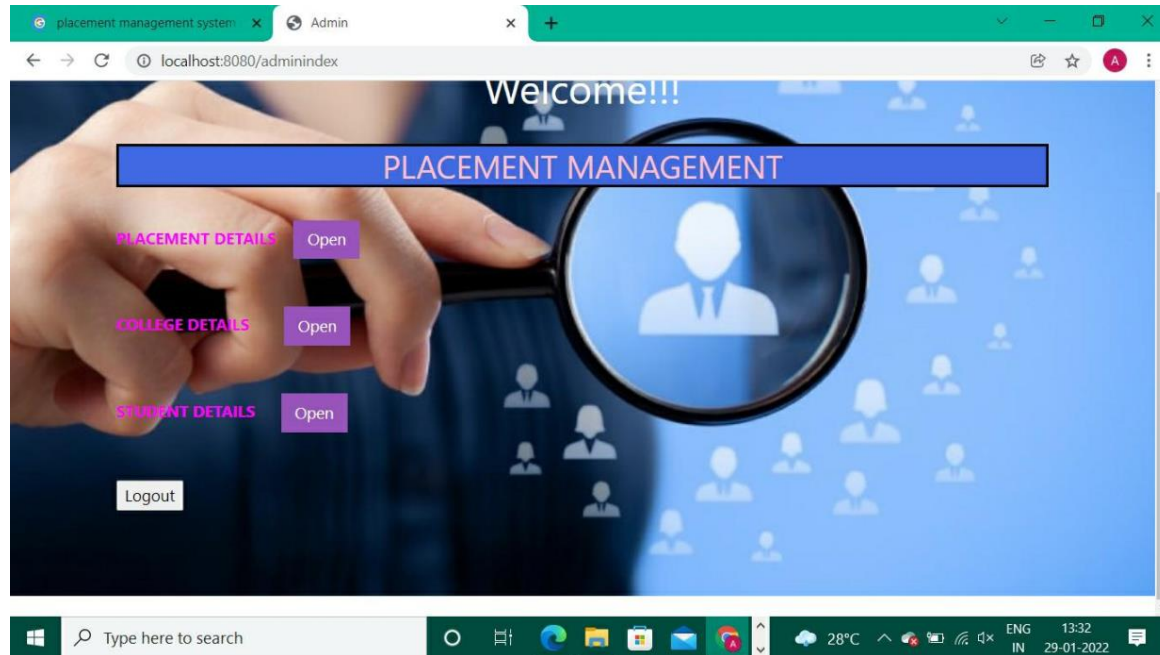 placement management system
Admin
localhost:8080/adminindex
A
Welcome!!!
PLACEMENT MANAGEMENT
PLACEMENT DETAILS Open
COLLEGE DETAILS Open
STUDENT DETAILS Open
Logout
Type here to search
A
28°C
ENG
IN
13:32
29-01-2022